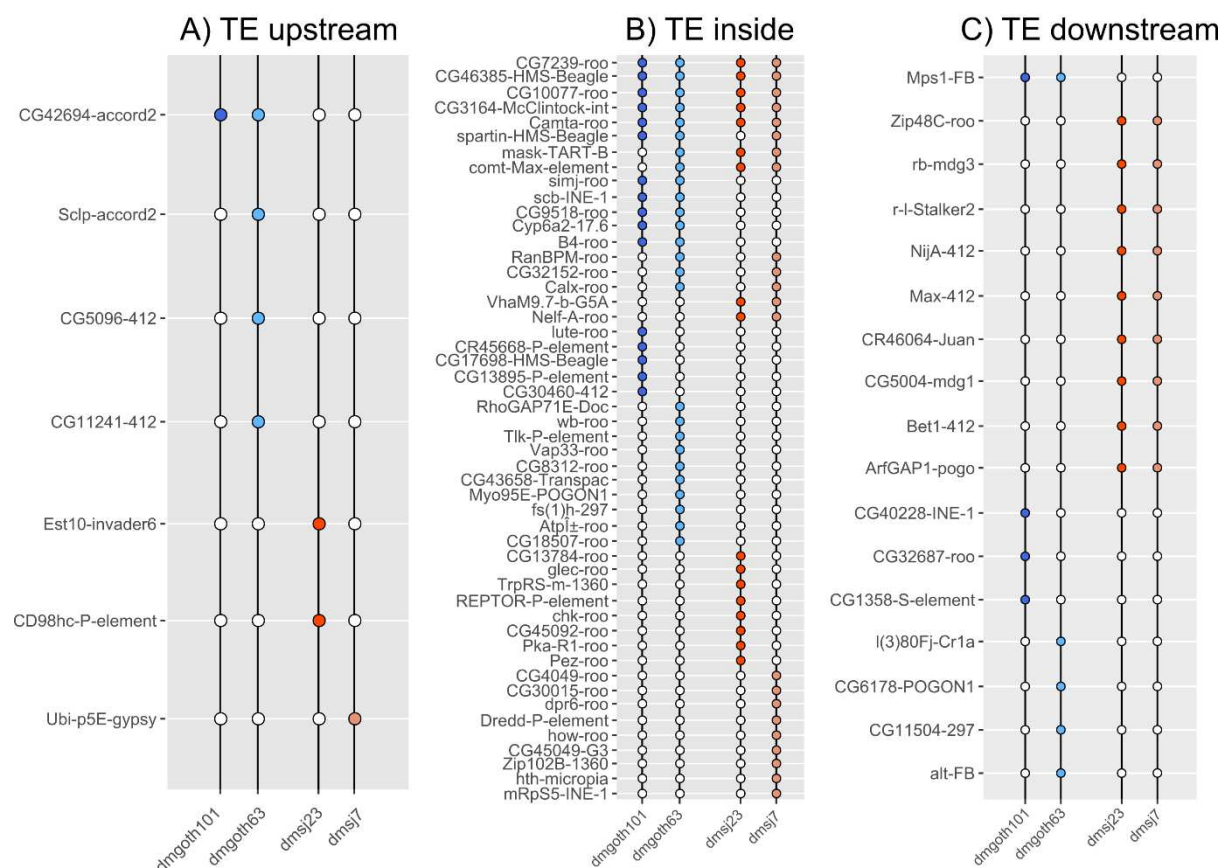 A) TE upstream
CG42694-accord2
Sclp-accord2
CG5096-412
CG11241-412
Est10-invader6
CD98hc-P-element
Ubi-p5E-gypsy
dmgoth101
dmgoth63
dmsj23
dmsj7
B) TE inside
CG7239-roo
CG46385-HMS-Beagle
CG10077-roo
CG3164-McClintock-int
Camta-roo
spartin-HMS-Beagle
mask-TART-B
comt-Max-element
simj-roo
scb-INE-1
CG9518-roo
Cyp6a2-17.6
B4-roo
RanBPM-roo
CG32152-roo
Calx-roo
VhaM9.7-b-G5A
Nelf-A-roo
lute-roo
CR45668-P-element
CG17698-HMS-Beagle
CG13895-P-element
CG30460-412
RhoGAP71E-Doc
wb-roo
Tlk-P-element
Vap33-roo
CG8312-roo
CG43658-Transpac
Myo95E-POGON1
fs(1)h-297
Atpî±-roo
CG18507-roo
CG13784-roo
glec-roo
TrpRS-m-1360
REPTOR-P-element
chk-roo
CG45092-roo
Pka-R1-roo
Pez-roo
CG4049-roo
CG30015-roo
dpr6-roo
Dredd-P-element
how-roo
CG45049-G3
Zip102B-1360
hth-micropia
mRpS5-INE-1
dmgoth101
dmgoth63
dmsj23
dmsj7
C) TE downstream
Mps1-FB
Zip48C-roo
rb-mdg3
r-l-Stalker2
NijA-412
Max-412
CR46064-Juan
CG5004-mdg1
Bet1-412
ArfGAP1-pogo
CG40228-INE-1
CG32687-roo
CG1358-S-element
l(3)80Fj-Cr1a
CG6178-POGON1
CG11504-297
alt-FB
dmgoth101
dmgoth63
dmsj23
dmsj7